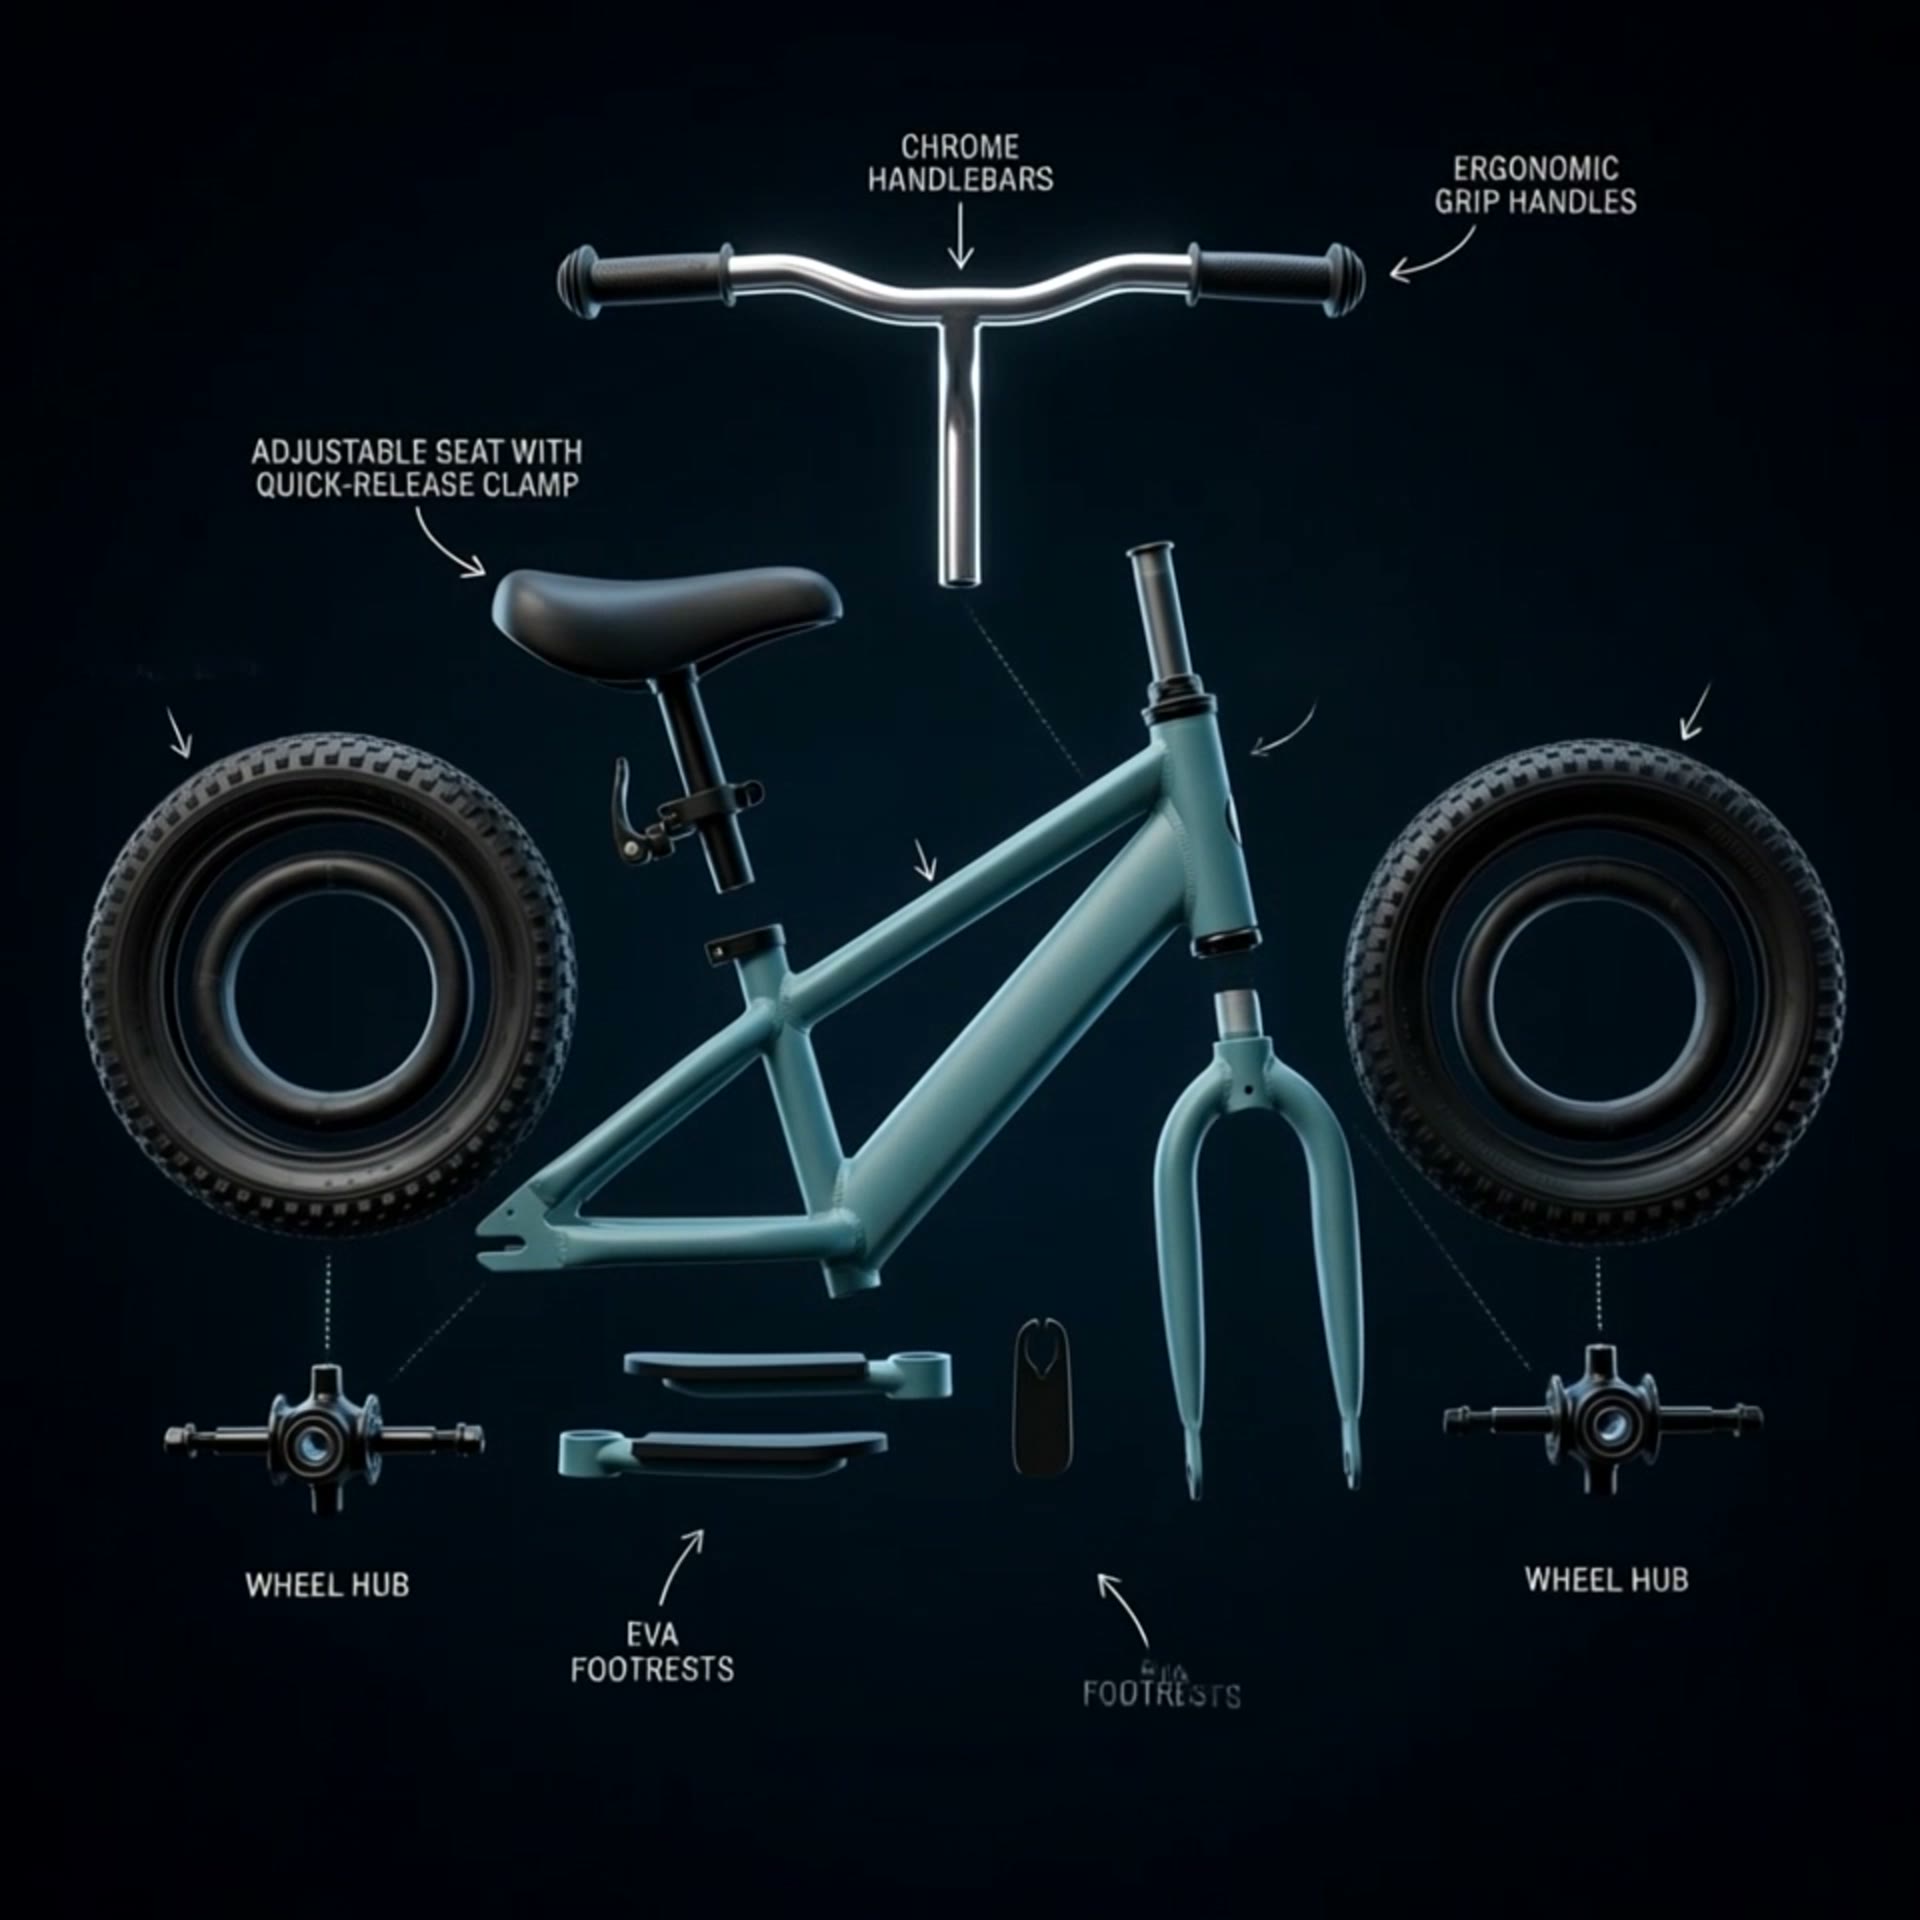 CHROME
HANDLEBARS
ERGONOMIC
GRIP HANDLES
ADJUSTABLE SEAT WITH
QUICK-RELEASE CLAMP
WHEEL HUB
WHEEL HUB
EVA
FOOTRESTS
FOOTRESTS